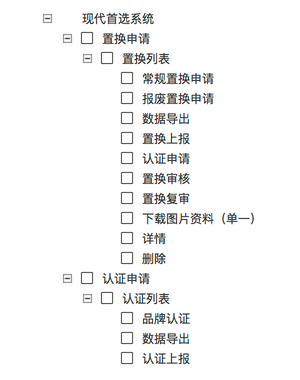 现代首选系统
置换申请
置换列表
常规置换申请
报废置换申请
数据导出
置换上报
认证申请
置换审核
置换复审
下载图片资料（单一）
详情
删除
认证申请
认证列表
品牌认证
数据导出
认证上报